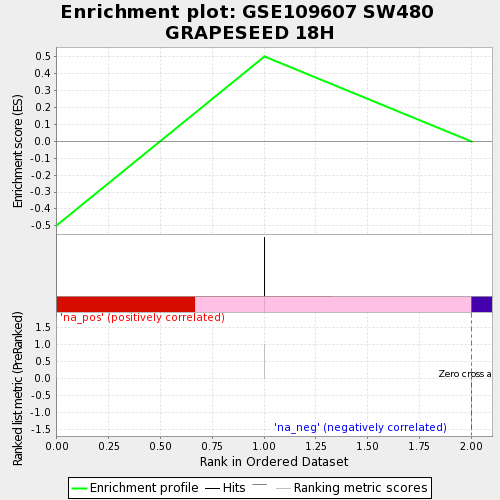 Enrichment plot: GSE109607 SW480
GRAPESEED 18H
Enrichment score (ES)
0.5
0.4
0.3
0.2
0.1
0.0
-0.1
-0.2
-0.3
-0.4
-0.5
'na_pos' (positively correlated)
Ranked list metric (PreRanked)
1.5
1.0
0.5
0.0
-0.5
-1.0
-1.5
Zero cross a
'na_neg' (negatively correlated)
0.00 0.25 0.50 0.75 1.00 1.25 1.50 1.75 2.00
Rank in Ordered Dataset
Enrichment profile Hits Ranking metric scores